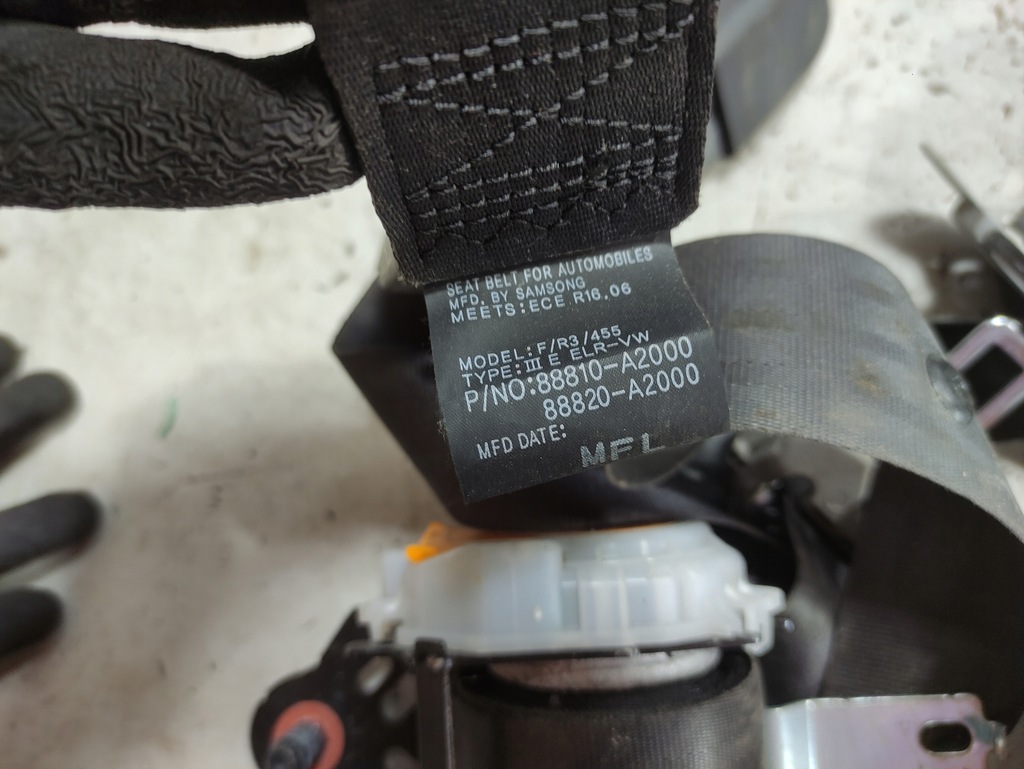 SEAT BELT FOR AUTOMOBILES
MFD. BY SAMSONG
MEETS:ECE R16.06
MODEL:F/R3/455
TYPE:III E ELR-VW
P/NO:88810-A2000
88820-A2000
MFD DATE:
MFL